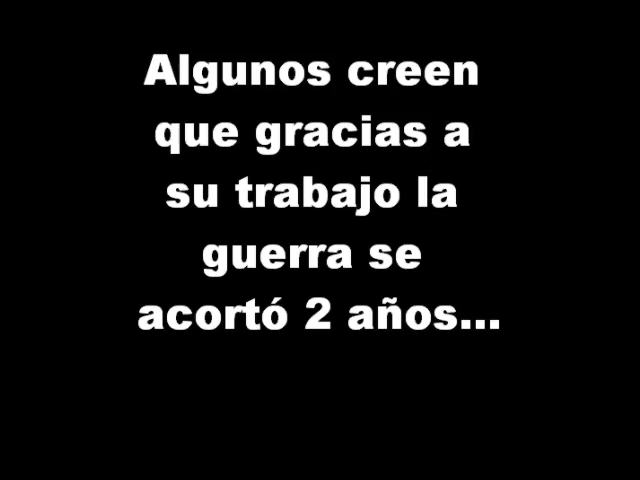 Algunos creen
que gracias a
su trabajo la
guerra se
acortó 2 años...